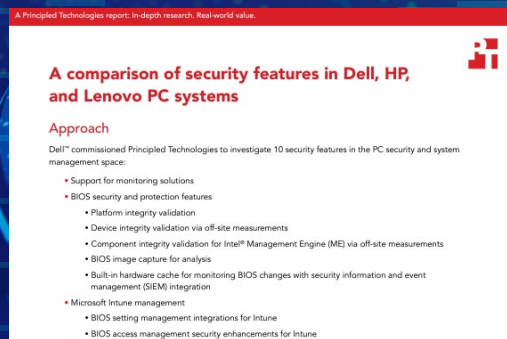 A Principled Technologies report: In-depth research. Real-world value.
PT
A comparison of security features in Dell, HP,
and Lenovo PC systems
Approach
Dell™ commissioned Principled Technologies to investigate 10 security features in the PC security and system
management space:
• Support for monitoring solutions
• BIOS security and protection features
• Platform integrity validation
• Device integrity validation via off-site measurements
• Component integrity validation for Intel® Management Engine (ME) via off-site measurements
• BIOS image capture for analysis
• Built-in hardware cache for monitoring BIOS changes with security information and event
management (SIEM) integration
• Microsoft Intune management
• BIOS setting management integrations for Intune
• BIOS access management security enhancements for Intune